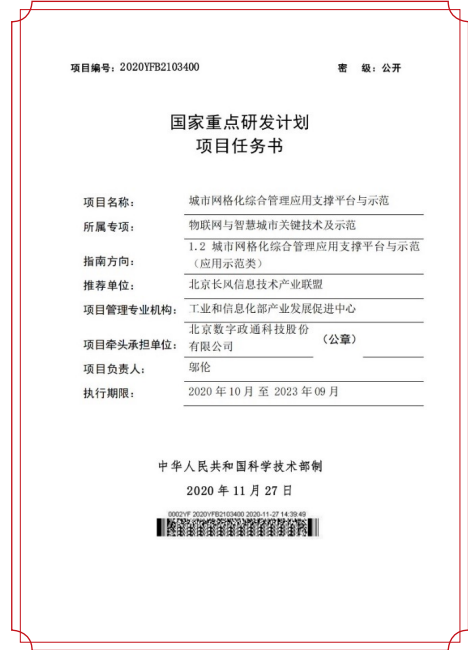 项目编号：2020YFB2103400 密 级：公开
国家重点研发计划
项目任务书
项目名称： 城市网格化综合管理应用支撑平台与示范
所属专项： 物联网与智慧城市关键技术及示范
指南方向： 1.2 城市网格化综合管理应用支撑平台与示范
（应用示范类）
推荐单位： 北京长风信息技术产业联盟
项目管理专业机构： 工业和信息化部产业发展促进中心
项目牵头承担单位： 北京数字政通科技股份
有限公司 （公章）
项目负责人： 邬伦
执行期限： 2020 年 10 月 至 2023 年 09 月
中华人民共和国科学技术部制
2020 年 11 月 27 日
0002YF 2020YFB2103400 2020-11-27 14:39:49